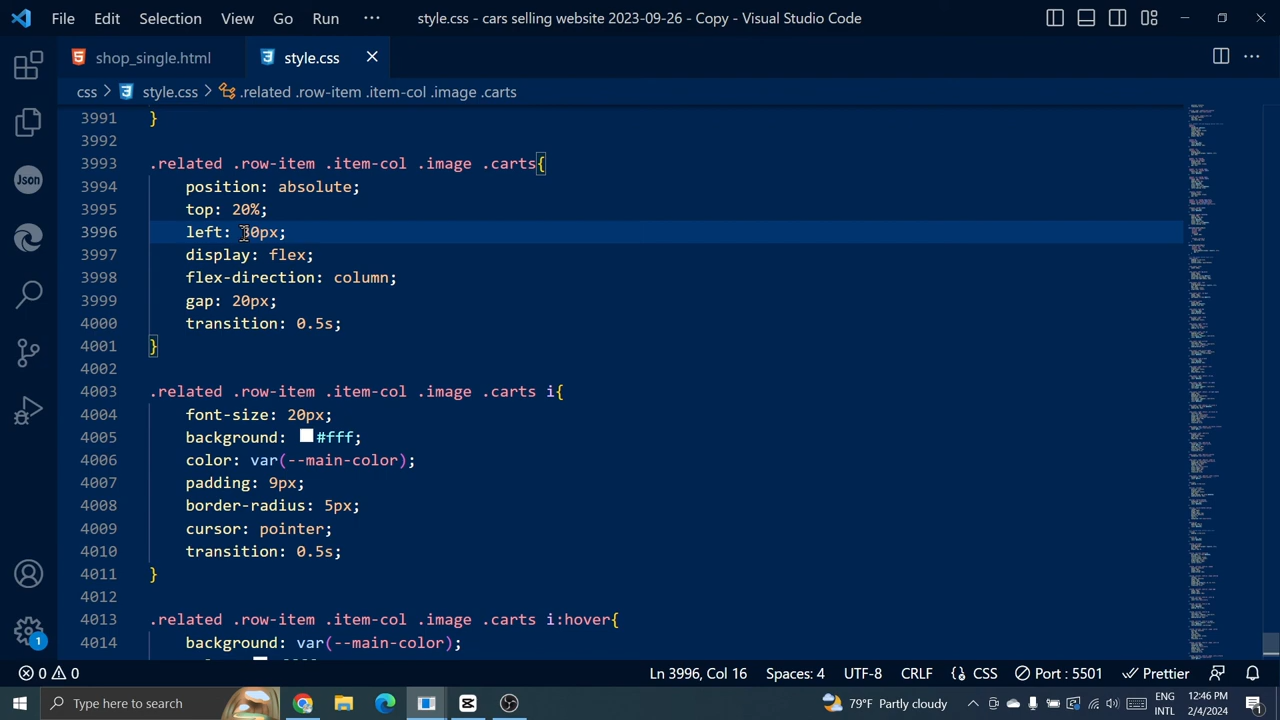 File Edit Selection View Go Run ··· style.css - cars selling website 2023-09-26 - Copy - Visual Studio Code
shop_single.html style.css
css > style.css > .related .row-item .item-col .image .carts
3991 }
3992
3993 .related .row-item .item-col .image .carts{
3994 position: absolute;
3995 top: 20%;
3996 left: 30px;
3997 display: flex;
3998 flex-direction: column;
3999 gap: 20px;
4000 transition: 0.5s;
4001 }
4002
4003 .related .row-item .item-col .image .carts i{
4004 font-size: 20px;
4005 background: #fff;
4006 color: var(--main-color);
4007 padding: 9px;
4008 border-radius: 5px;
4009 cursor: pointer;
4010 transition: 0.5s;
4011 }
4012
4013 .related .row-item .item-col .image .carts i:hover{
4014 background: var(--main-color);
Json
1
0 0 Ln 3996, Col 16 Spaces: 4 UTF-8 CRLF CSS Port : 5501 Prettier
Type here to search 79°F Partly cloudy ENG INTL 12:46 PM 2/4/2024